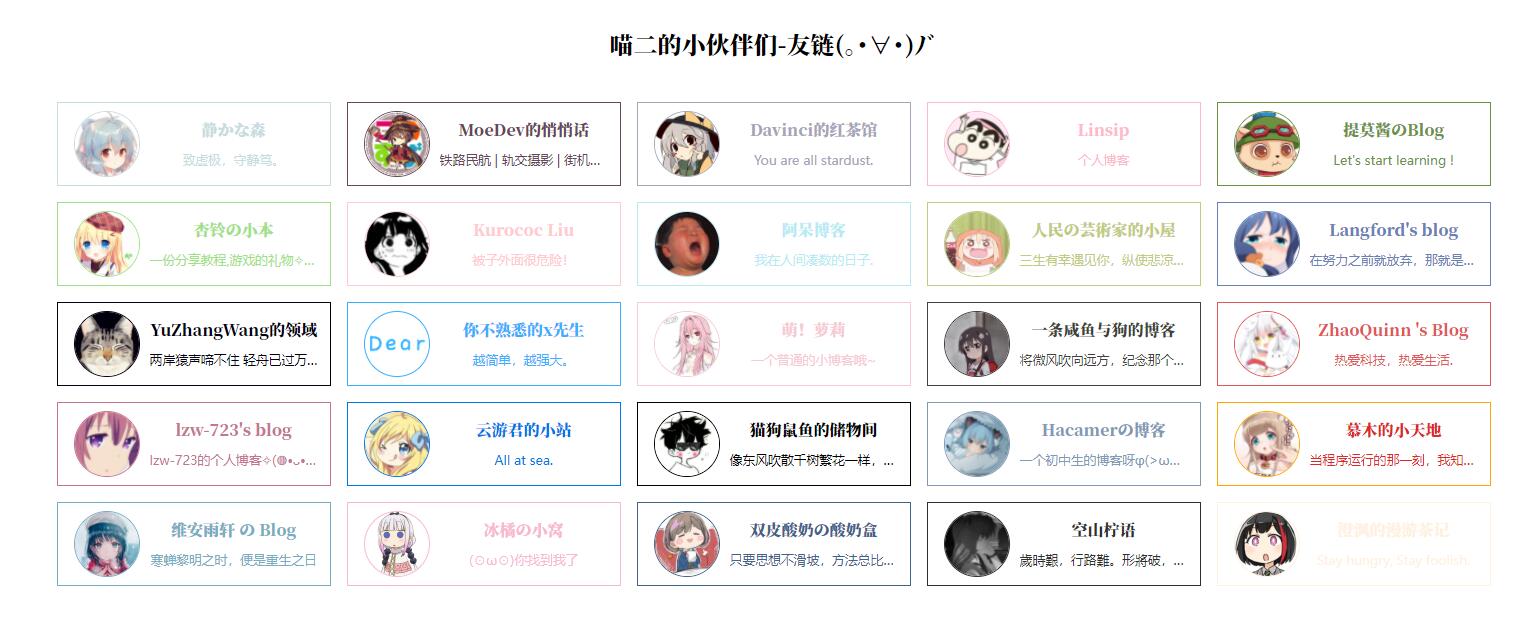 喵二的小伙伴们-友链(｡･∀･)ﾉﾞ
静かな森
致虚极，守静笃。
MoeDev的悄悄话
铁路民航 | 轨交摄影 | 街机...
Davinci的红茶馆
You are all stardust.
Linsip
个人博客
提莫酱のBlog
Let's start learning !
杏铃の小本
一份分享教程,游戏的礼物✧...
Kurococ Liu
被子外面很危险!
阿呆博客
我在人间凑数的日子.
人民の芸術家的小屋
三生有幸遇见你，纵使悲凉...
Langford's blog
在努力之前就放弃，那就是...
YuZhangWang的领域
两岸猿声啼不住 轻舟已过万...
Dear
你不熟悉的x先生
越简单，越强大。
萌！萝莉
一个普通的小博客哦~
一条咸鱼与狗的博客
将微风吹向远方，纪念那个...
ZhaoQuinn 's Blog
热爱科技，热爱生活.
lzw-723's blog
lzw-723的个人博客✧(◍•ᴗ•...
云游君的小站
All at sea.
猫狗鼠鱼的储物间
像东风吹散千树繁花一样，...
Hacamerの博客
一个初中生的博客呀φ(>ω...
慕木的小天地
当程序运行的那一刻，我知...
维安雨轩 の Blog
寒蝉黎明之时，便是重生之日
冰橘の小窝
(⊙ω⊙)你找到我了
双皮酸奶の酸奶盒
只要思想不滑坡，方法总比...
空山柠语
歲時艱，行路難。形將破，...
澄沨的漫游茶记
Stay hungry, Stay foolish.